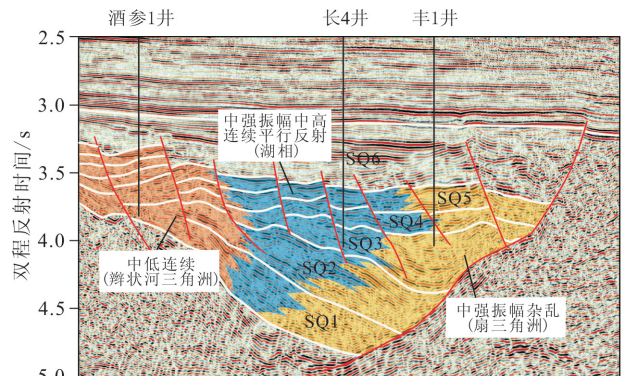 酒参1井
长4井
丰1井
2.5
3.0
3.5
4.0
4.5
5.0
双程反射时间/s
中强振幅中高
连续平行反射
(湖相)
SQ6
SQ5
SQ4
SQ3
SQ2
SQ1
中低连续
(辫状河三角洲)
中强振幅杂乱
(扇三角洲)